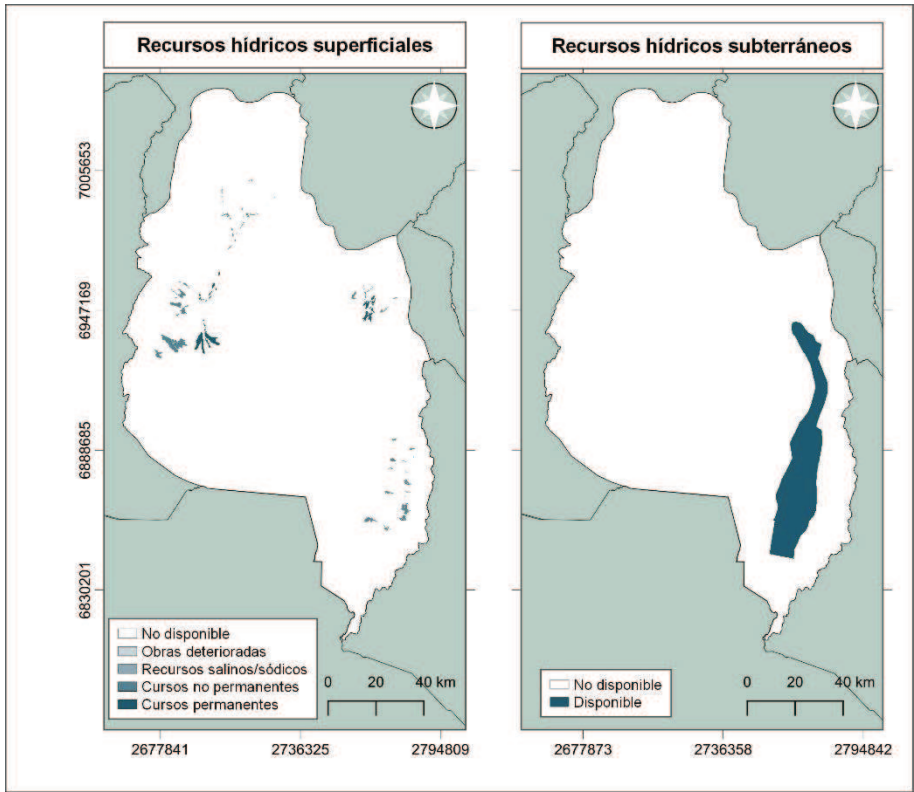 Recursos hídricos superficiales
Recursos hídricos subterráneos
7005653
6947169
6888685
6830201
No disponible
Obras deterioradas
Recursos salinos/sódicos
Cursos no permanentes
Cursos permanentes
0 20 40 km
2677841 2736325 2794809
No disponible
Disponible
0 20 40 km
2677873 2736358 2794842